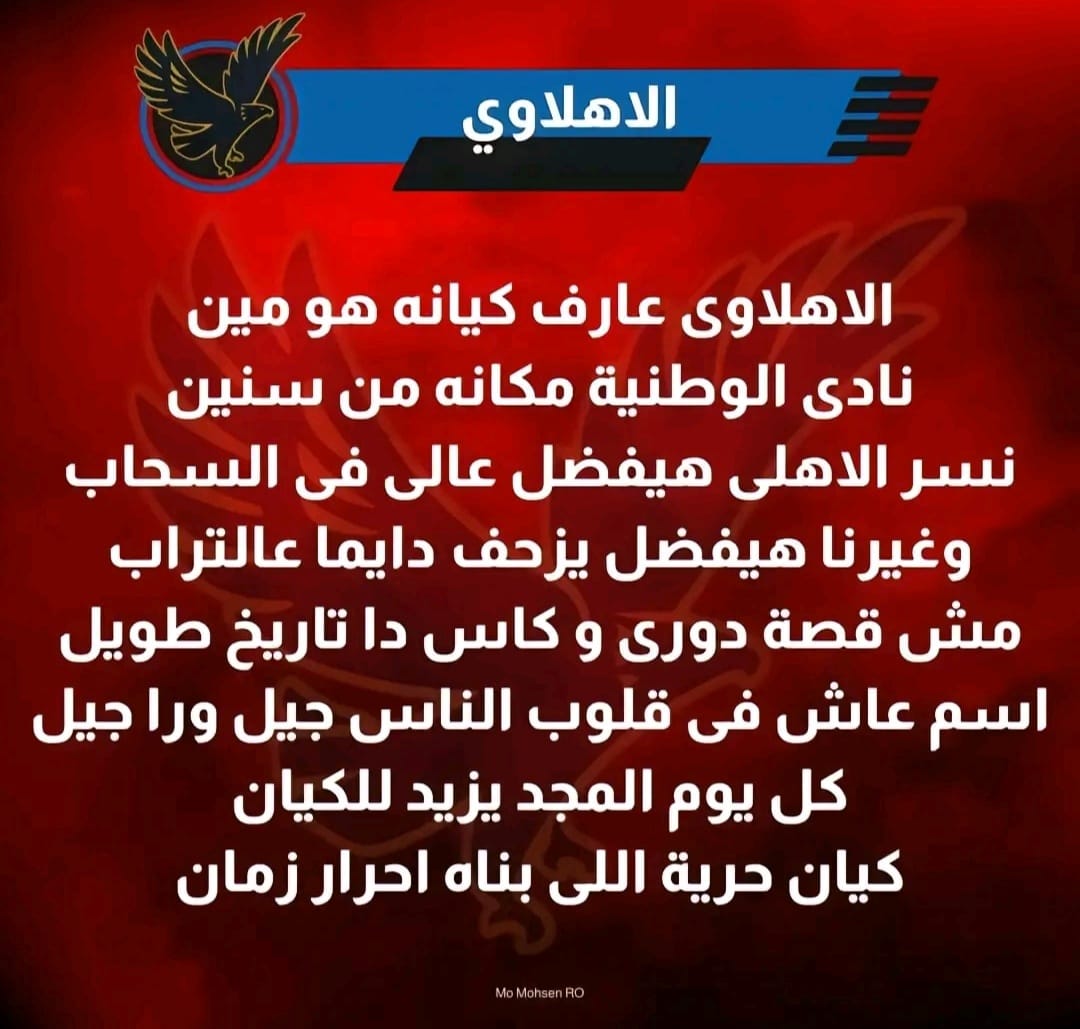 الاهلاوي
الاهلاوى عارف كيانه هو مين
نادى الوطنية مكانه من سنين
نسر الاهلى هيفضل عالى فى السحاب
وغيرنا هيفضل يزحف دايما عالتراب
مش قصة دورى و كاس دا تاريخ طويل
اسم عاش فى قلوب الناس جيل ورا جيل
كل يوم المجد يزيد للكيان
كيان حرية اللى بناه احرار زمان
Mo Mohsen RO